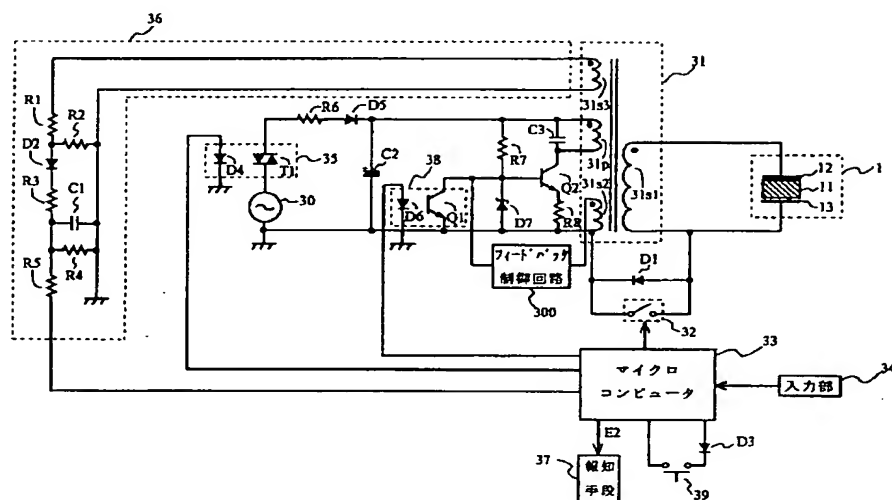 36
31
R1
R2
D2
R3
C1
R4
R5
R6
D5
D4
T1
35
30
C2
38
D6
Q1
R7
D7
C3
Q2
R8
31s3
31p
31s2
31s1
1
12
11
13
フィードバック
制御回路
300
D1
32
33
マイクロ
コンピュータ
34
入力部
E2
D3
37
報知
手段
39